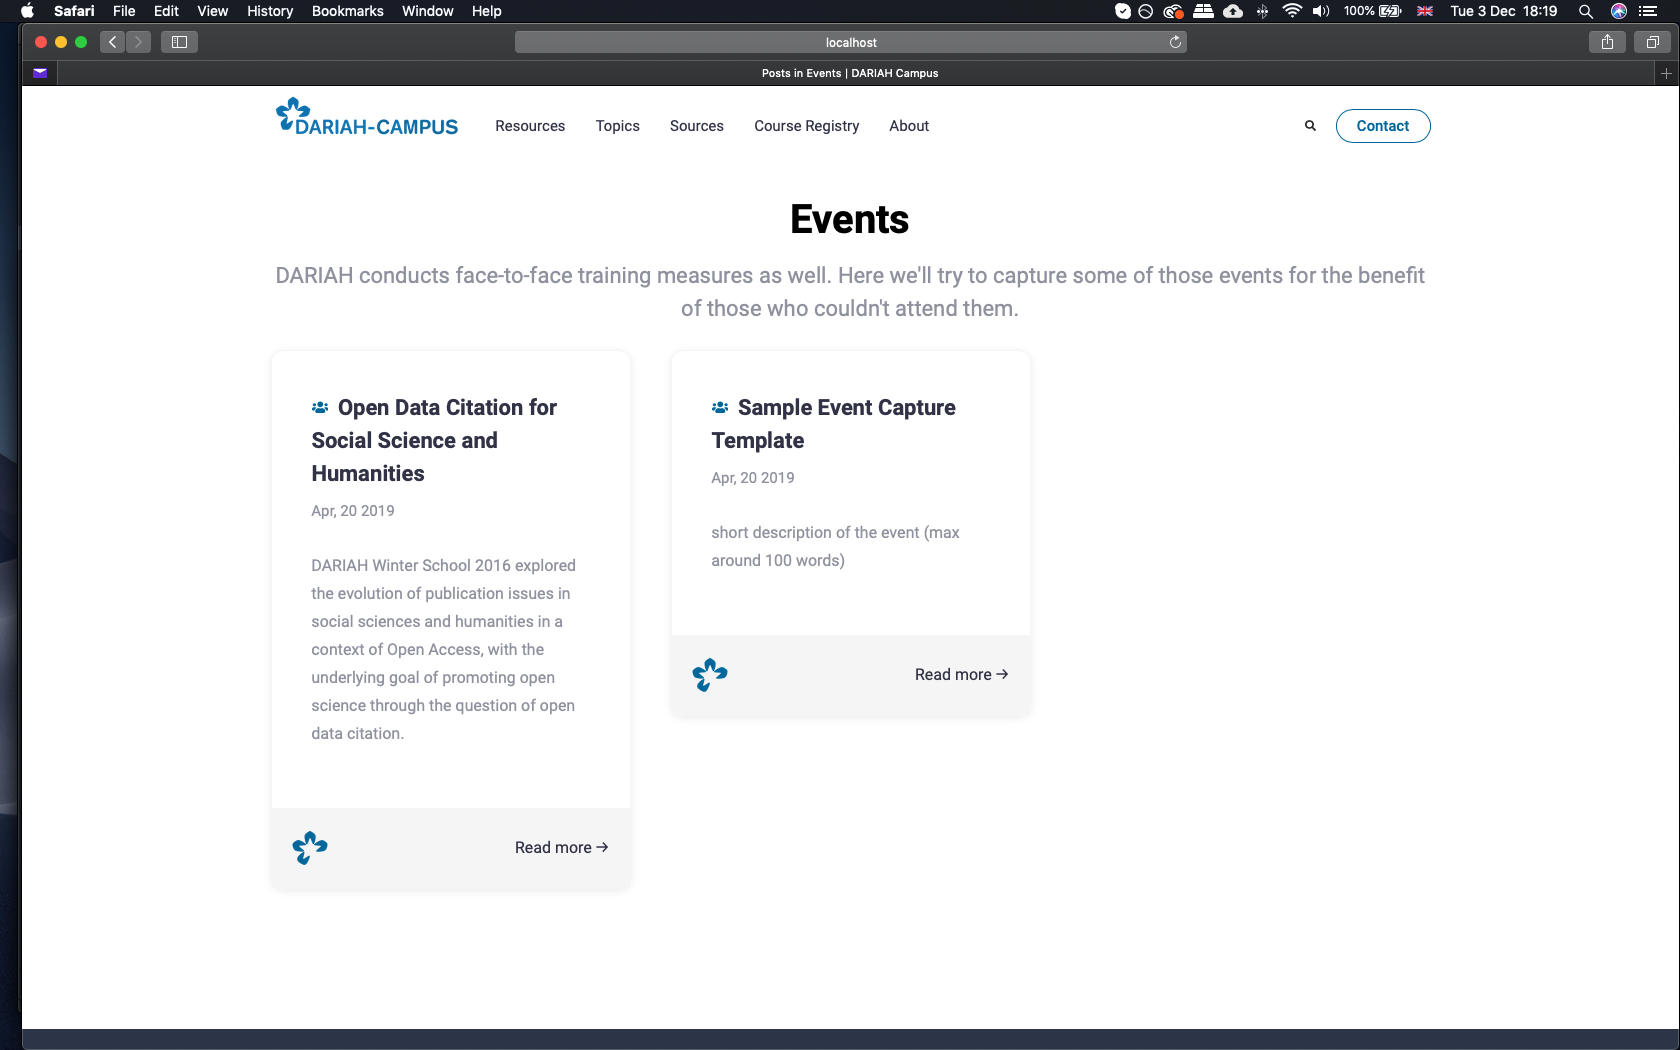 Safari File Edit View History Bookmarks Window Help 100% Tue 3 Dec 18:19
localhost
Posts in Events | DARIAH Campus
DARIAH-CAMPUS Resources Topics Sources Course Registry About Contact
Events
DARIAH conducts face-to-face training measures as well. Here we'll try to capture some of those events for the benefit
of those who couldn't attend them.
Open Data Citation for
Social Science and
Humanities
Apr, 20 2019
DARIAH Winter School 2016 explored
the evolution of publication issues in
social sciences and humanities in a
context of Open Access, with the
underlying goal of promoting open
science through the question of open
data citation.
Read more →
Sample Event Capture
Template
Apr, 20 2019
short description of the event (max
around 100 words)
Read more →